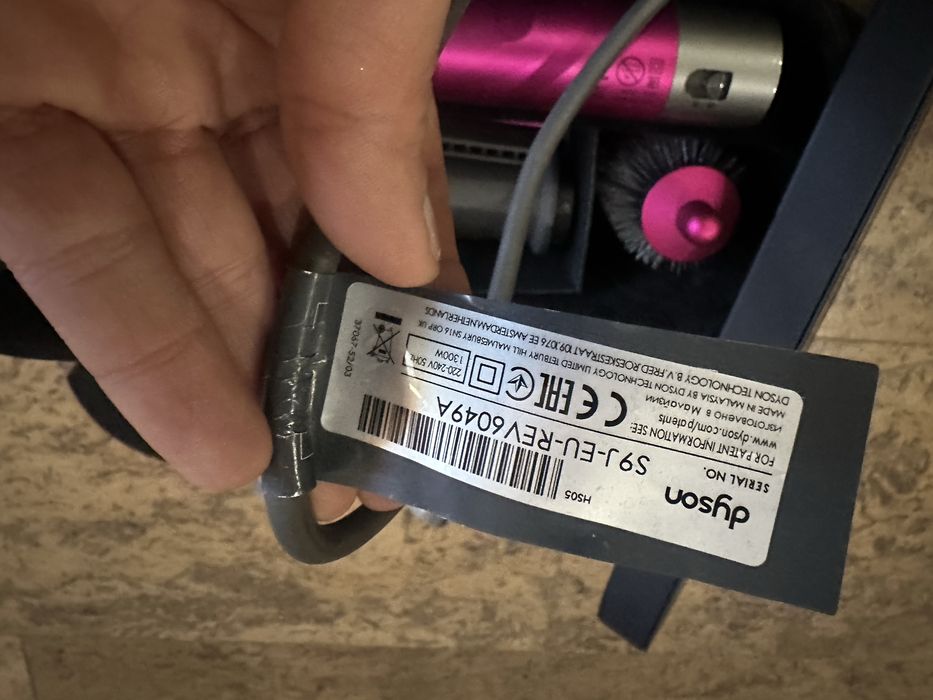 dyson
HS05
SERIAL NO.
S9J-EU-REV6049A
FOR PATENT INFORMATION SEE:
www.dyson.com/patents
ИЗГОТОВЛЕНО В МАЛАЙЗИИ
MADE IN MALAYSIA BY DYSON TECHNOLOGY LIMITED TETBURY HILL MALMESBURY SN16 0RP UK
DYSON TECHNOLOGY B.V. FRED.ROESKESTRAAT 109,1076 EE AMSTERDAM,NETHERLANDS
CE EAC
220-240V 50Hz
1300W